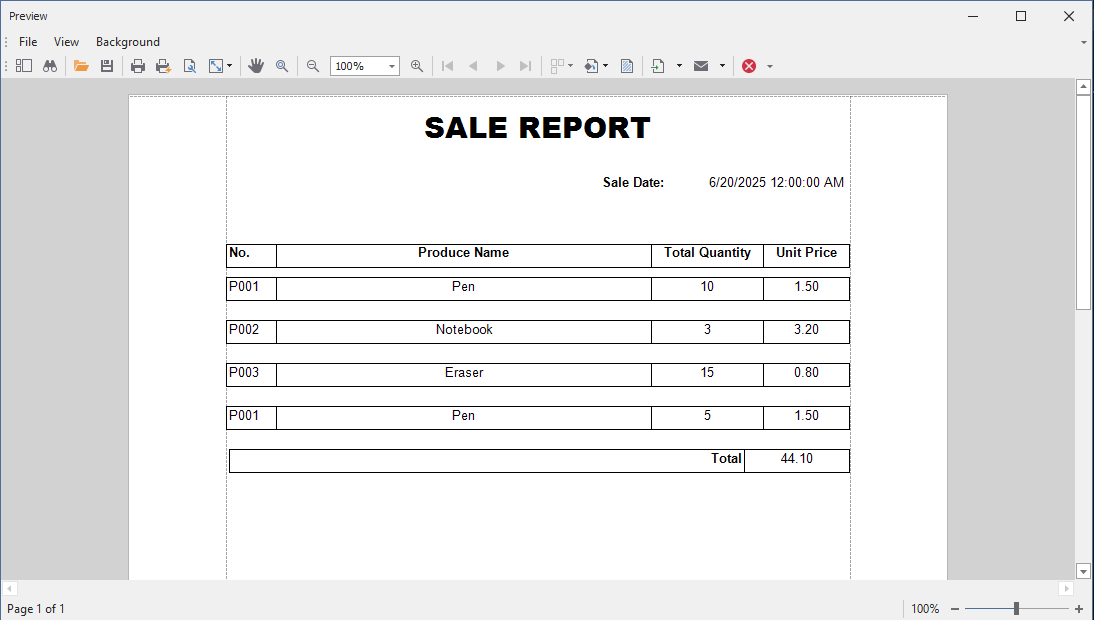 Preview
File View Background
100%
SALE REPORT
Sale Date: 6/20/2025 12:00:00 AM
No. Produce Name Total Quantity Unit Price
P001 Pen 10 1.50
P002 Notebook 3 3.20
P003 Eraser 15 0.80
P001 Pen 5 1.50
Total 44.10
Page 1 of 1 100%